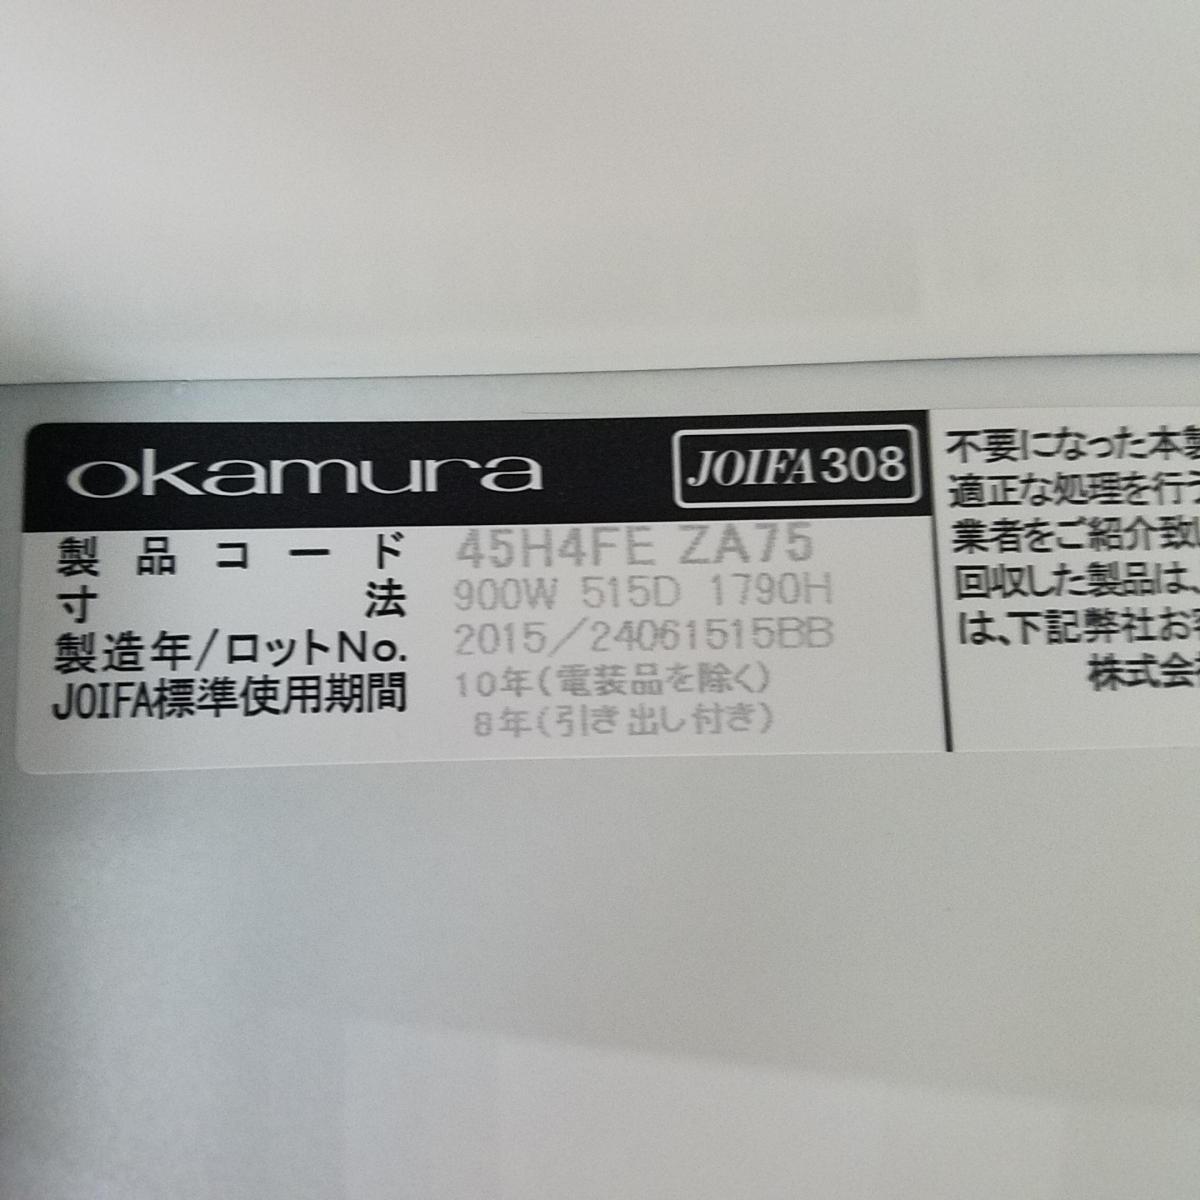 okamura JOIFA308
製品コード 45H4FE ZA75
寸法 900W 515D 1790H
製造年/ロットNo. 2015/24061515BB
JOIFA標準使用期間 10年(電装品を除く)
8年(引き出し付き)
不要になった本製
適正な処理を行
業者をご紹介致
回収した製品は、
は、下記弊社お
株式会社